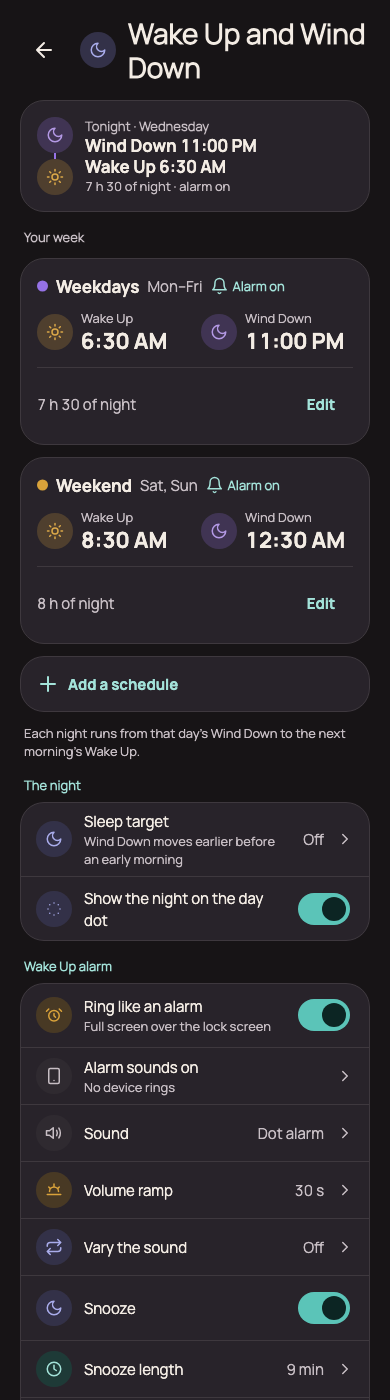 Wake Up and Wind
Down
Tonight · Wednesday
Wind Down 11:00 PM
Wake Up 6:30 AM
7 h 30 of night · alarm on
Your week
Weekdays Mon–Fri Alarm on
Wake Up Wind Down
6:30 AM 11:00 PM
7 h 30 of night Edit
Weekend Sat, Sun Alarm on
Wake Up Wind Down
8:30 AM 12:30 AM
8 h of night Edit
Add a schedule
Each night runs from that day's Wind Down to the next
morning's Wake Up.
The night
Sleep target
Wind Down moves earlier before
an early morning
Off
Show the night on the day
dot
Wake Up alarm
Ring like an alarm
Full screen over the lock screen
Alarm sounds on
No device rings
Sound Dot alarm
Volume ramp 30 s
Vary the sound Off
Snooze
Snooze length 9 min